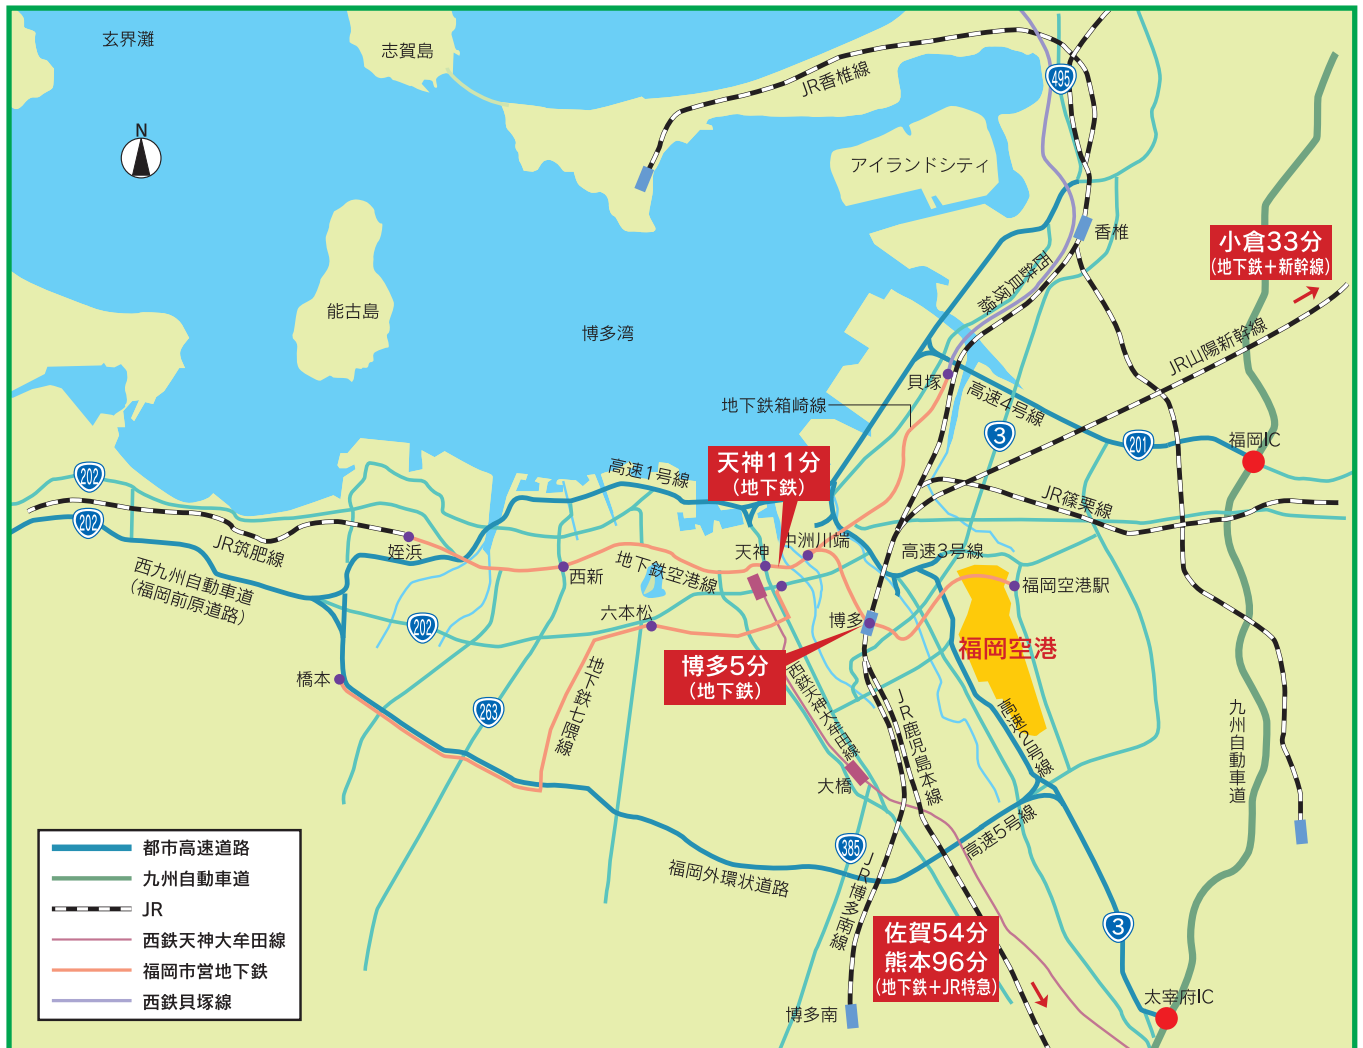 玄界灘
志賀島
N
JR香椎線
495
アイランドシティ
香椎
小倉33分
(地下鉄＋新幹線)
西鉄貝塚線
能古島
博多湾
JR山陽新幹線
貝塚
地下鉄箱崎線
高速4号線
3
201
福岡IC
天神11分
(地下鉄)
高速1号線
202
202
JR篠栗線
JR筑肥線
姪浜
西新
地下鉄空港線
天神
中洲川端
高速3号線
福岡空港駅
西九州自動車道
(福岡前原道路)
202
六本松
博多
福岡空港
博多5分
(地下鉄)
橋本
263
地下鉄七隈線
西鉄天神大牟田線
JR鹿児島本線
高速2号線
九州自動車道
大橋
385
高速5号線
福岡外環状道路
JR博多南線
3
佐賀54分
熊本96分
(地下鉄＋JR特急)
太宰府IC
博多南
都市高速道路
九州自動車道
JR
西鉄天神大牟田線
福岡市営地下鉄
西鉄貝塚線